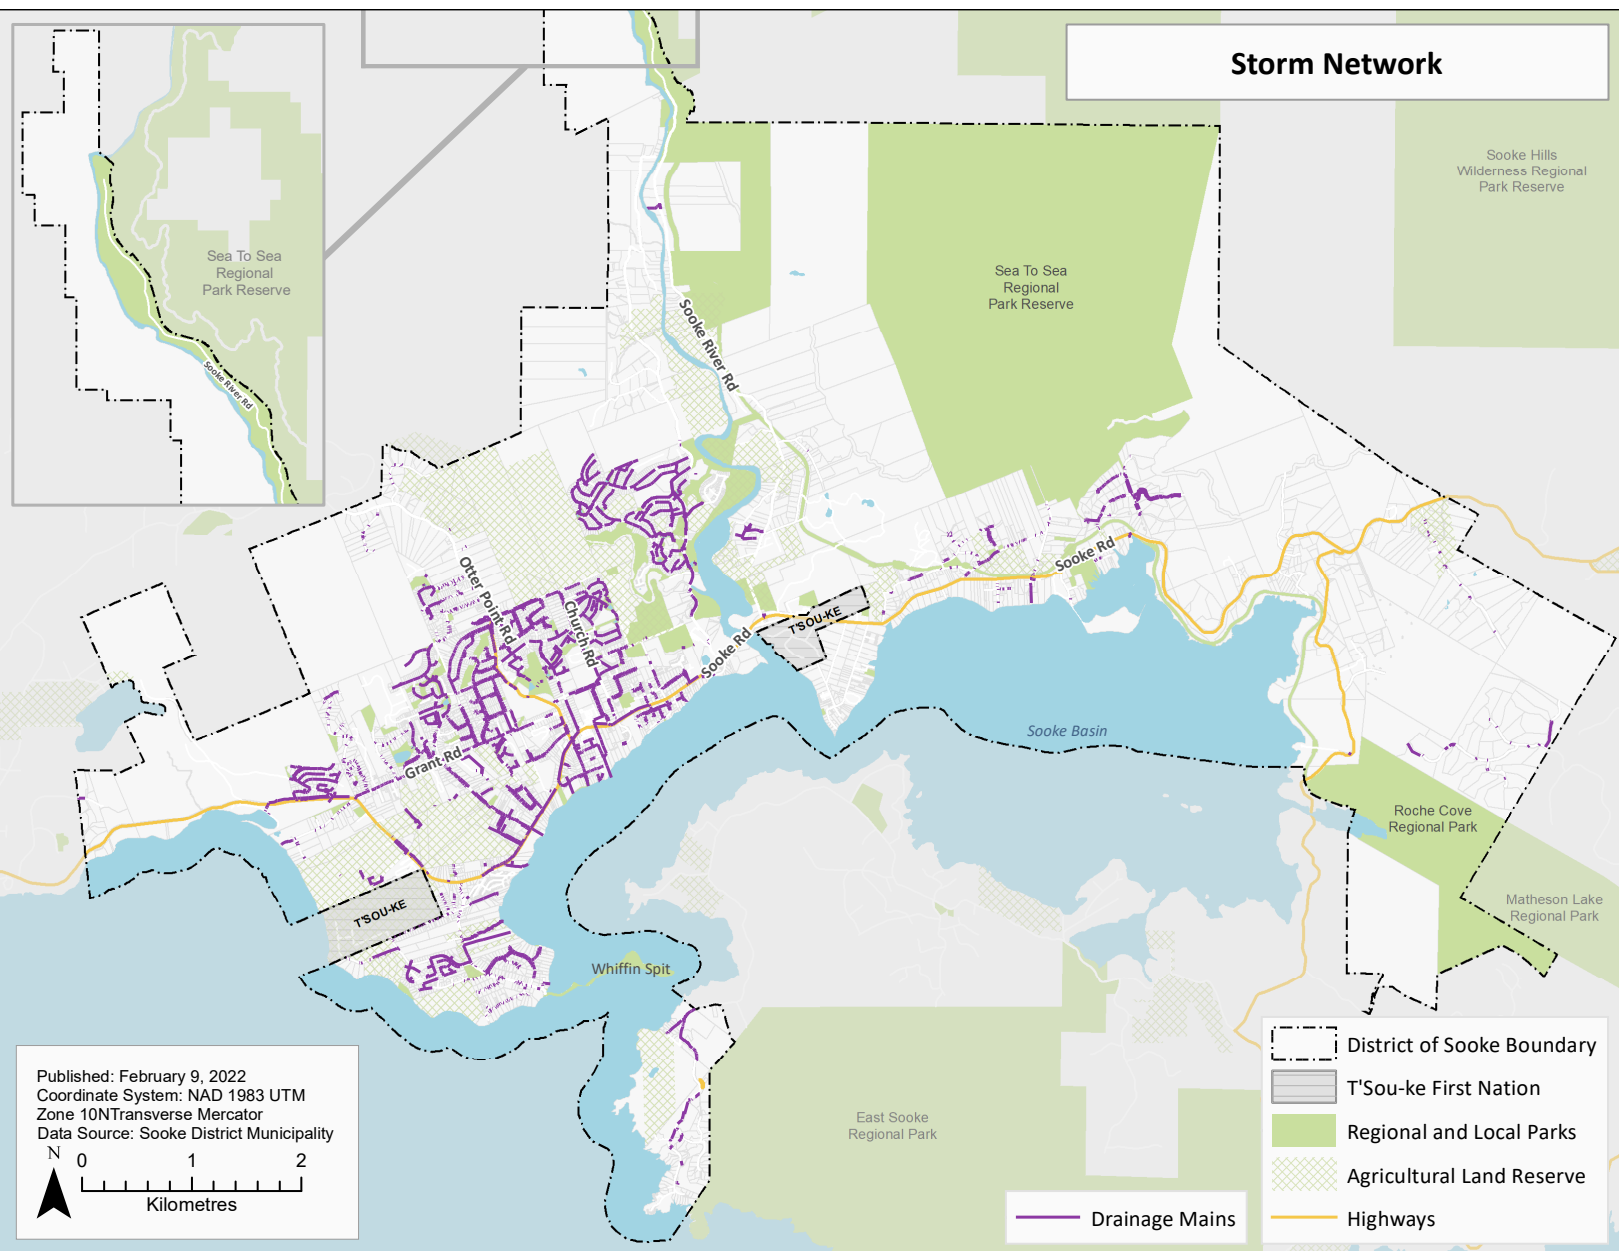 Storm Network
Sooke Hills
Wilderness Regional
Park Reserve
Sea To Sea
Regional
Park Reserve
Sooke River Rd
Sea To Sea
Regional
Park Reserve
Sooke River Rd
Otter Point Rd
Church Rd
Sooke Rd
T'SOU-KE
Sooke Rd
Grant Rd
Sooke Basin
Roche Cove
Regional Park
Matheson Lake
Regional Park
T'SOU-KE
Whiffin Spit
East Sooke
Regional Park
Published: February 9, 2022
Coordinate System: NAD 1983 UTM
Zone 10NTransverse Mercator
Data Source: Sooke District Municipality
N
0 1 2
Kilometres
Drainage Mains
District of Sooke Boundary
T'Sou-ke First Nation
Regional and Local Parks
Agricultural Land Reserve
Highways